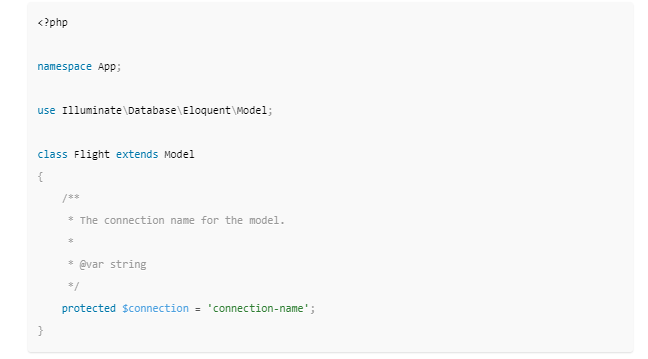 <?php
namespace App;
use Illuminate\Database\Eloquent\Model;
class Flight extends Model
{
/**
* The connection name for the model.
*
* @var string
*/
protected $connection = 'connection-name';
}